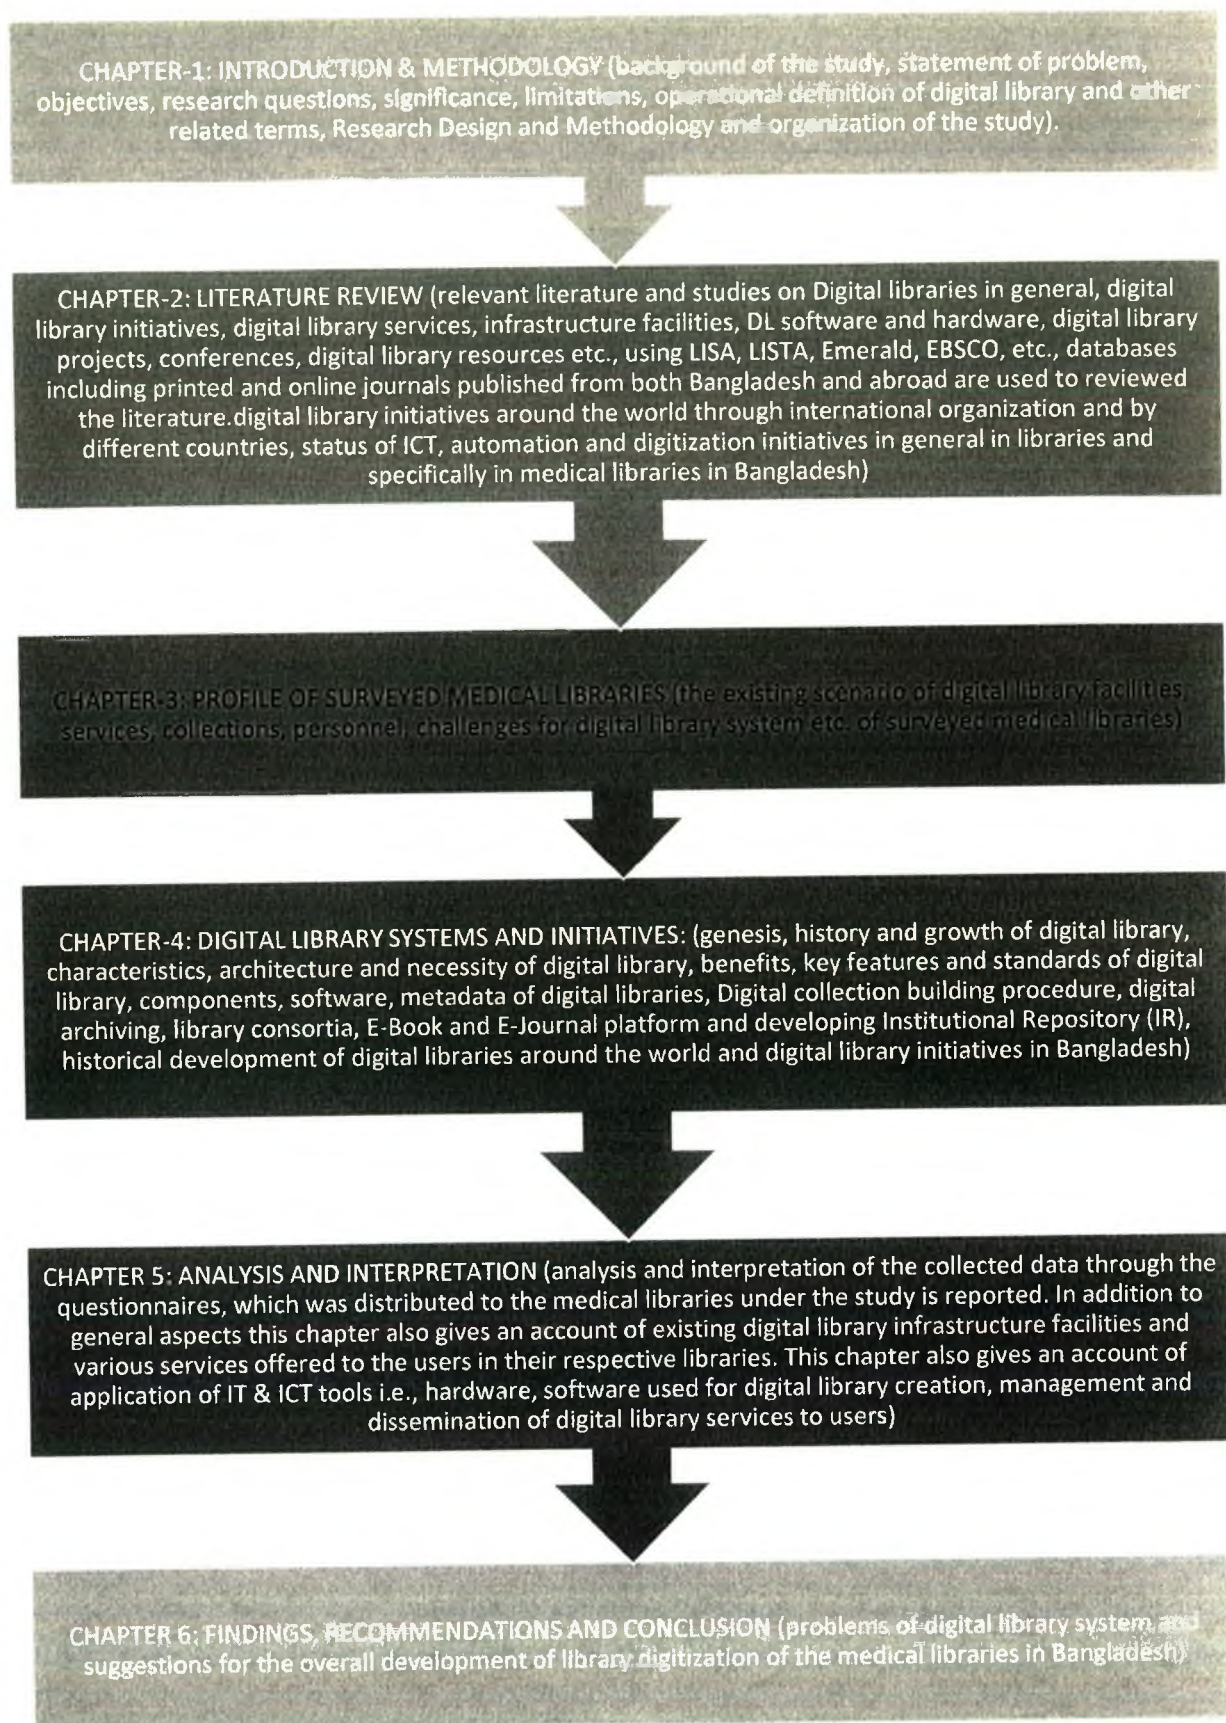 CHAPTER-1: INTRODUCTION & METHODOLOGY (background of the study, statement of problem,
objectives, research questions, significance, limitations, operational definition of digital library and other
related terms, Research Design and Methodology and organization of the study).
CHAPTER-2: LITERATURE REVIEW (relevant literature and studies on Digital libraries in general, digital
library initiatives, digital library services, infrastructure facilities, DL software and hardware, digital library
projects, conferences, digital library resources etc., using LISA, LISTA, Emerald, EBSCO, etc., databases
including printed and online journals published from both Bangladesh and abroad are used to reviewed
the literature.digital library initiatives around the world through international organization and by
different countries, status of ICT, automation and digitization initiatives in general in libraries and
specifically in medical libraries in Bangladesh)
CHAPTER-3: PROFILE OF SURVEYED MEDICAL LIBRARIES (the existing scenario of digital library facilities,
services, collections, personnel, challenges for digital library system etc. of surveyed medical libraries)
CHAPTER-4: DIGITAL LIBRARY SYSTEMS AND INITIATIVES: (genesis, history and growth of digital library,
characteristics, architecture and necessity of digital library, benefits, key features and standards of digital
library, components, software, metadata of digital libraries, Digital collection building procedure, digital
archiving, library consortia, E-Book and E-Journal platform and developing Institutional Repository (IR),
historical development of digital libraries around the world and digital library initiatives in Bangladesh)
CHAPTER 5: ANALYSIS AND INTERPRETATION (analysis and interpretation of the collected data through the
questionnaires, which was distributed to the medical libraries under the study is reported. In addition to
general aspects this chapter also gives an account of existing digital library infrastructure facilities and
various services offered to the users in their respective libraries. This chapter also gives an account of
application of IT & ICT tools i.e., hardware, software used for digital library creation, management and
dissemination of digital library services to users)
CHAPTER 6: FINDINGS, RECOMMENDATIONS AND CONCLUSION (problems of digital library system and
suggestions for the overall development of library digitization of the medical libraries in Bangladesh)